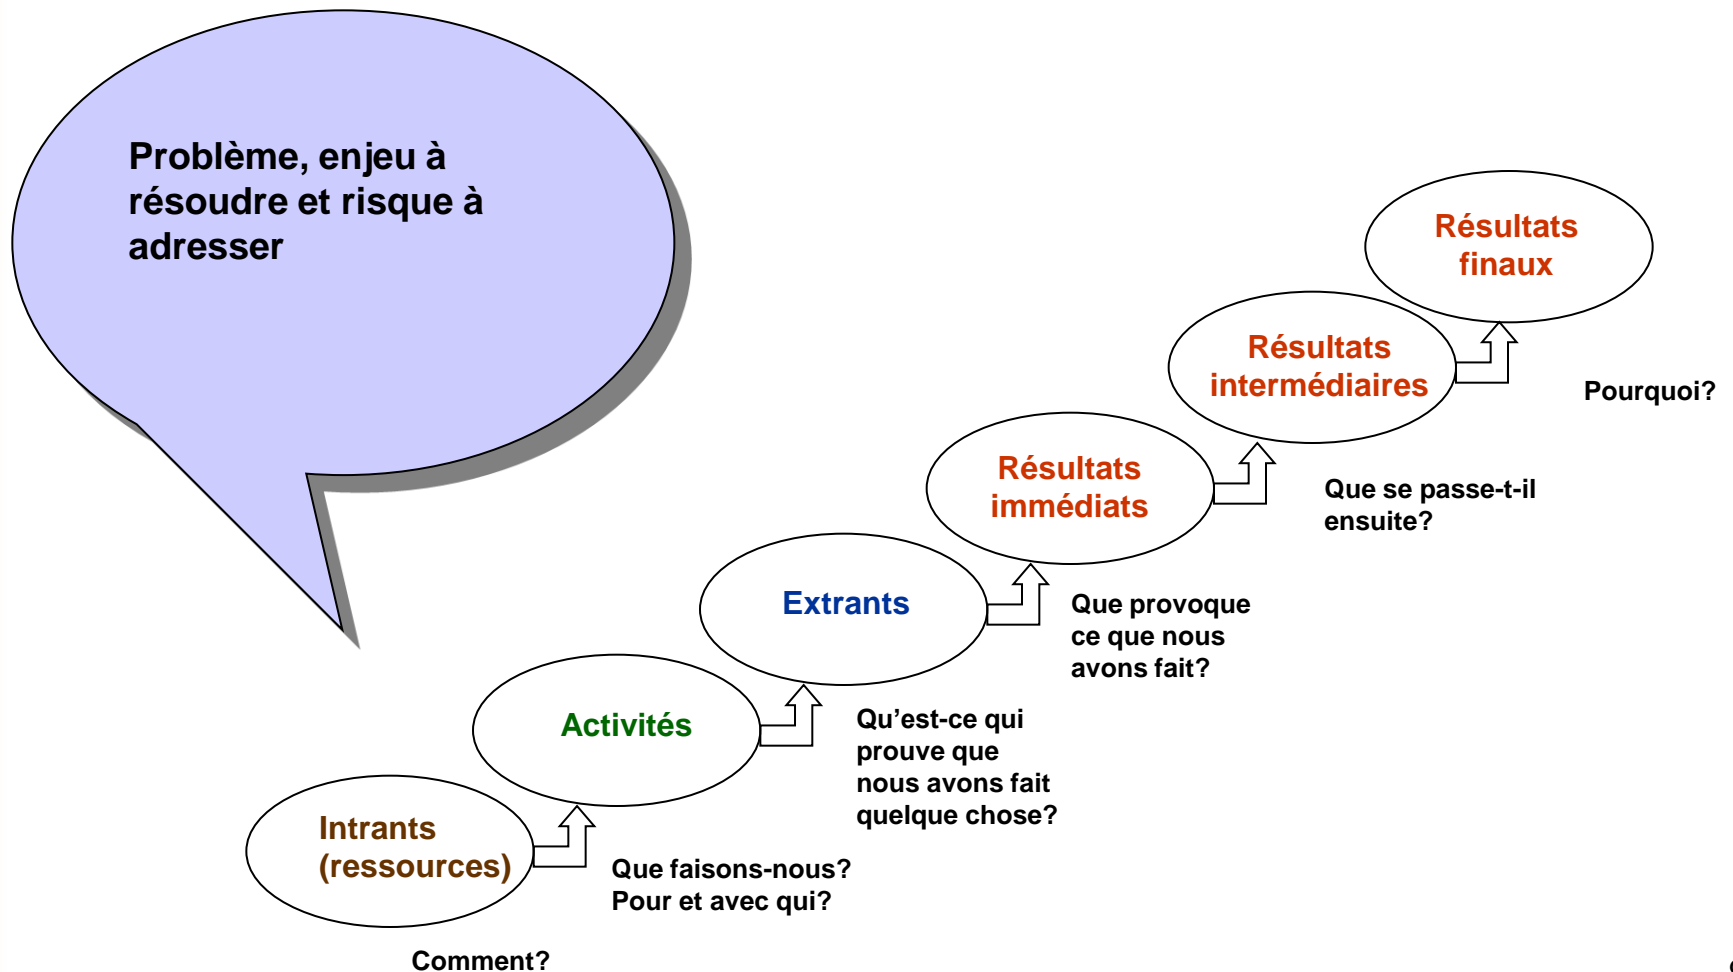 Problème, enjeu à
résoudre et risque à
adresser
Résultats
finaux
Résultats
intermédiaires
Pourquoi?
Résultats
immédiats
Que se passe-t-il
ensuite?
Extrants
Que provoque
ce que nous
avons fait?
Activités
Qu’est-ce qui
prouve que
nous avons fait
quelque chose?
Intrants
(ressources)
Que faisons-nous?
Pour et avec qui?
Comment?